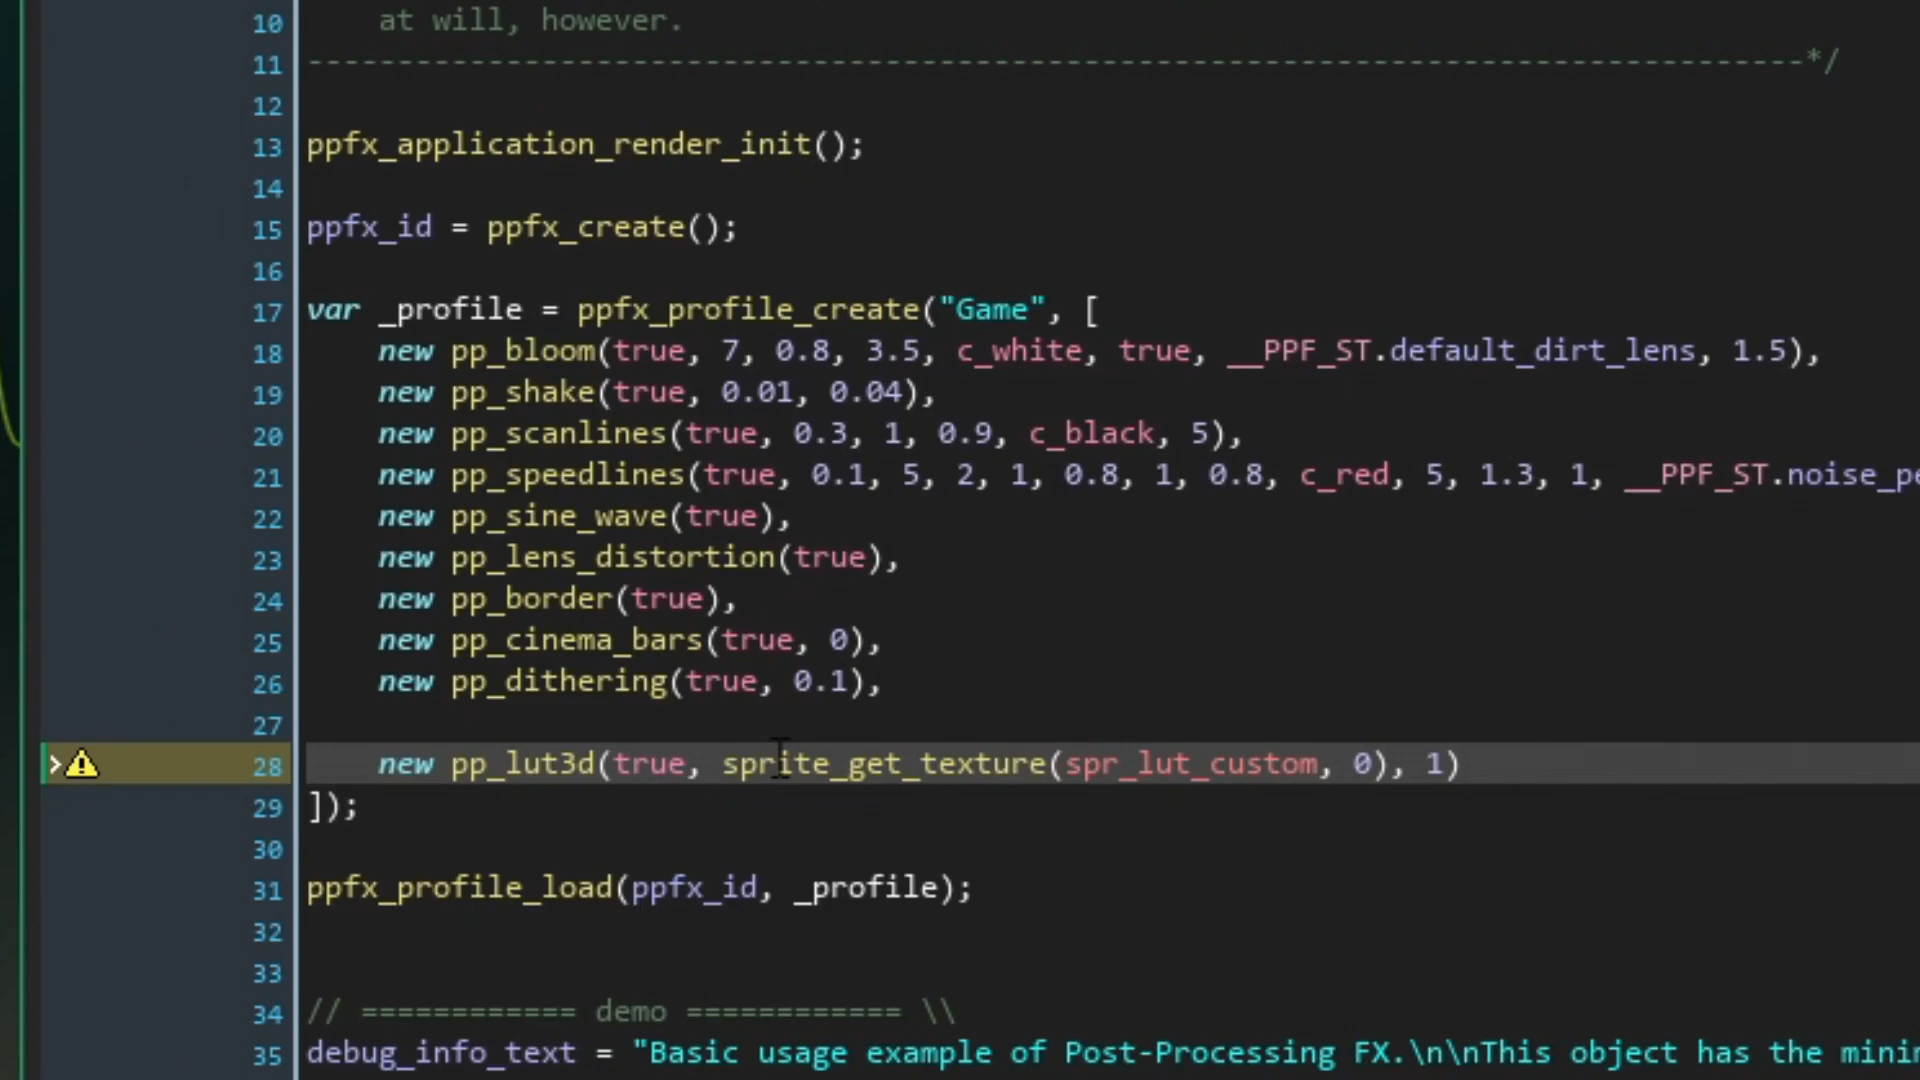 10 at will, however.
11 -----------------------------------------------------------------------------------*/
12
13 ppfx_application_render_init();
14
15 ppfx_id = ppfx_create();
16
17 var _profile = ppfx_profile_create("Game", [
18 new pp_bloom(true, 7, 0.8, 3.5, c_white, true, __PPF_ST.default_dirt_lens, 1.5),
19 new pp_shake(true, 0.01, 0.04),
20 new pp_scanlines(true, 0.3, 1, 0.9, c_black, 5),
21 new pp_speedlines(true, 0.1, 5, 2, 1, 0.8, 1, 0.8, c_red, 5, 1.3, 1, __PPF_ST.noise_pe
22 new pp_sine_wave(true),
23 new pp_lens_distortion(true),
24 new pp_border(true),
25 new pp_cinema_bars(true, 0),
26 new pp_dithering(true, 0.1),
27
28 new pp_lut3d(true, sprite_get_texture(spr_lut_custom, 0), 1)
29 ]);
30
31 ppfx_profile_load(ppfx_id, _profile);
32
33
34 // ============ demo ============ \\
35 debug_info_text = "Basic usage example of Post-Processing FX.\n\nThis object has the mini